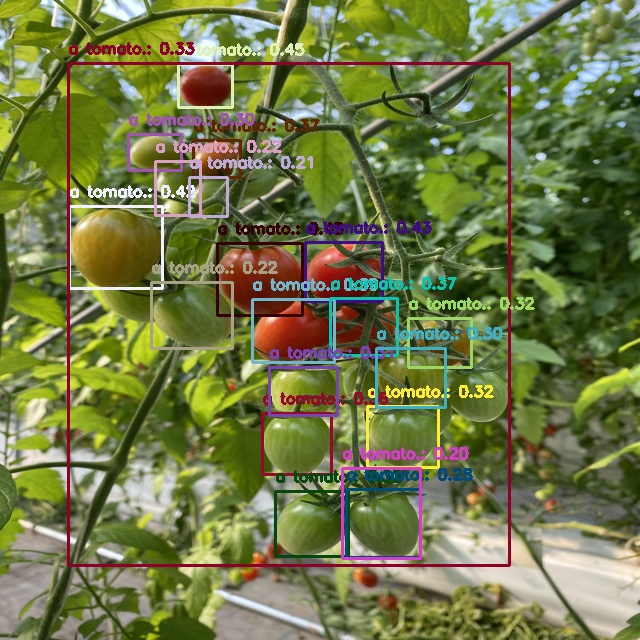 a tomato.: 0.33
tomato.: 0.45
a tomato.: 0.30
0.37
a tomato.: 0.22
a tomato.: 0.21
a tomato.: 0.42
a tomato.:
0.43
a tomato.: 0.22
a tomato.:
0.37
a tomato.: 0.32
a tomato.: 0.30
a tomato.:
a tomato.: 0.32
a tomato.:
a tomato.: 0.20
a tomato.:
0.28